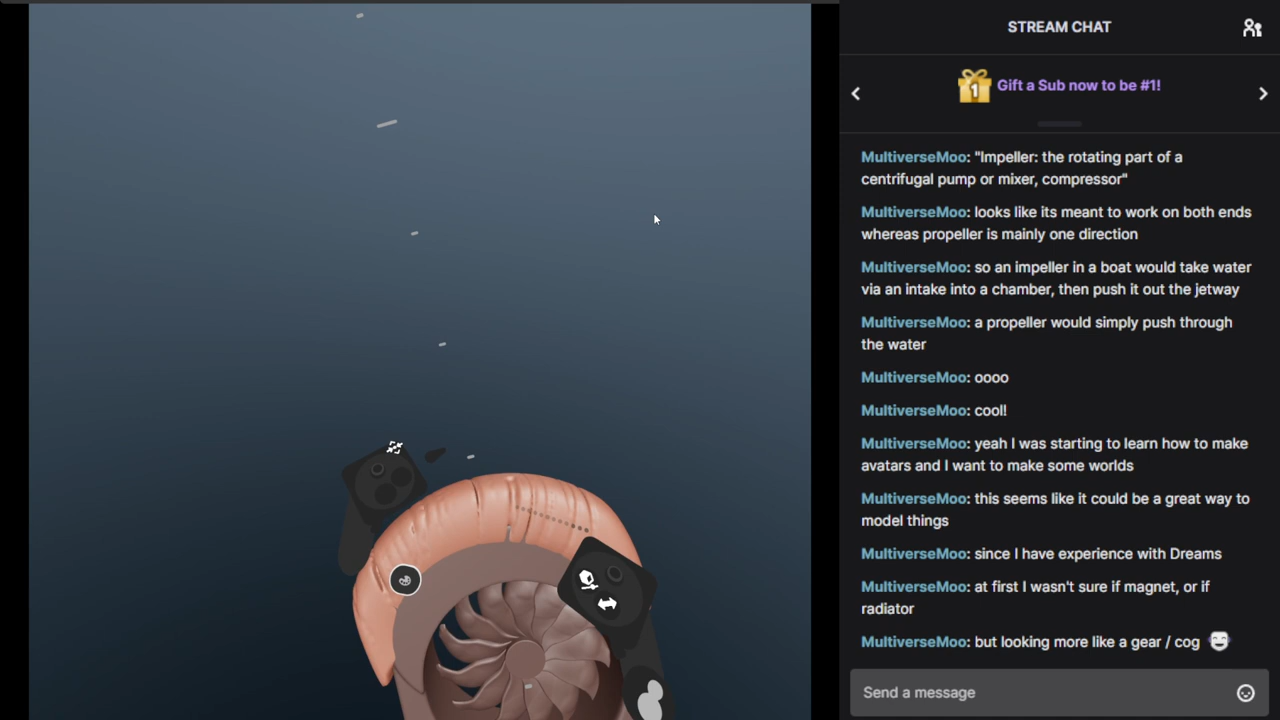 STREAM CHAT
1
Gift a Sub now to be #1!
MultiverseMoo: "Impeller: the rotating part of a
centrifugal pump or mixer, compressor"
MultiverseMoo: looks like its meant to work on both ends
whereas propeller is mainly one direction
MultiverseMoo: so an impeller in a boat would take water
via an intake into a chamber, then push it out the jetway
MultiverseMoo: a propeller would simply push through
the water
MultiverseMoo: oooo
MultiverseMoo: cool!
MultiverseMoo: yeah I was starting to learn how to make
avatars and I want to make some worlds
MultiverseMoo: this seems like it could be a great way to
model things
MultiverseMoo: since I have experience with Dreams
MultiverseMoo: at first I wasn't sure if magnet, or if
radiator
MultiverseMoo: but looking more like a gear / cog
Send a message